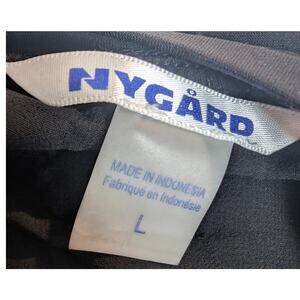 NYGÅRD
MADE IN INDONESIA
Fabriqué en Indonésie
L